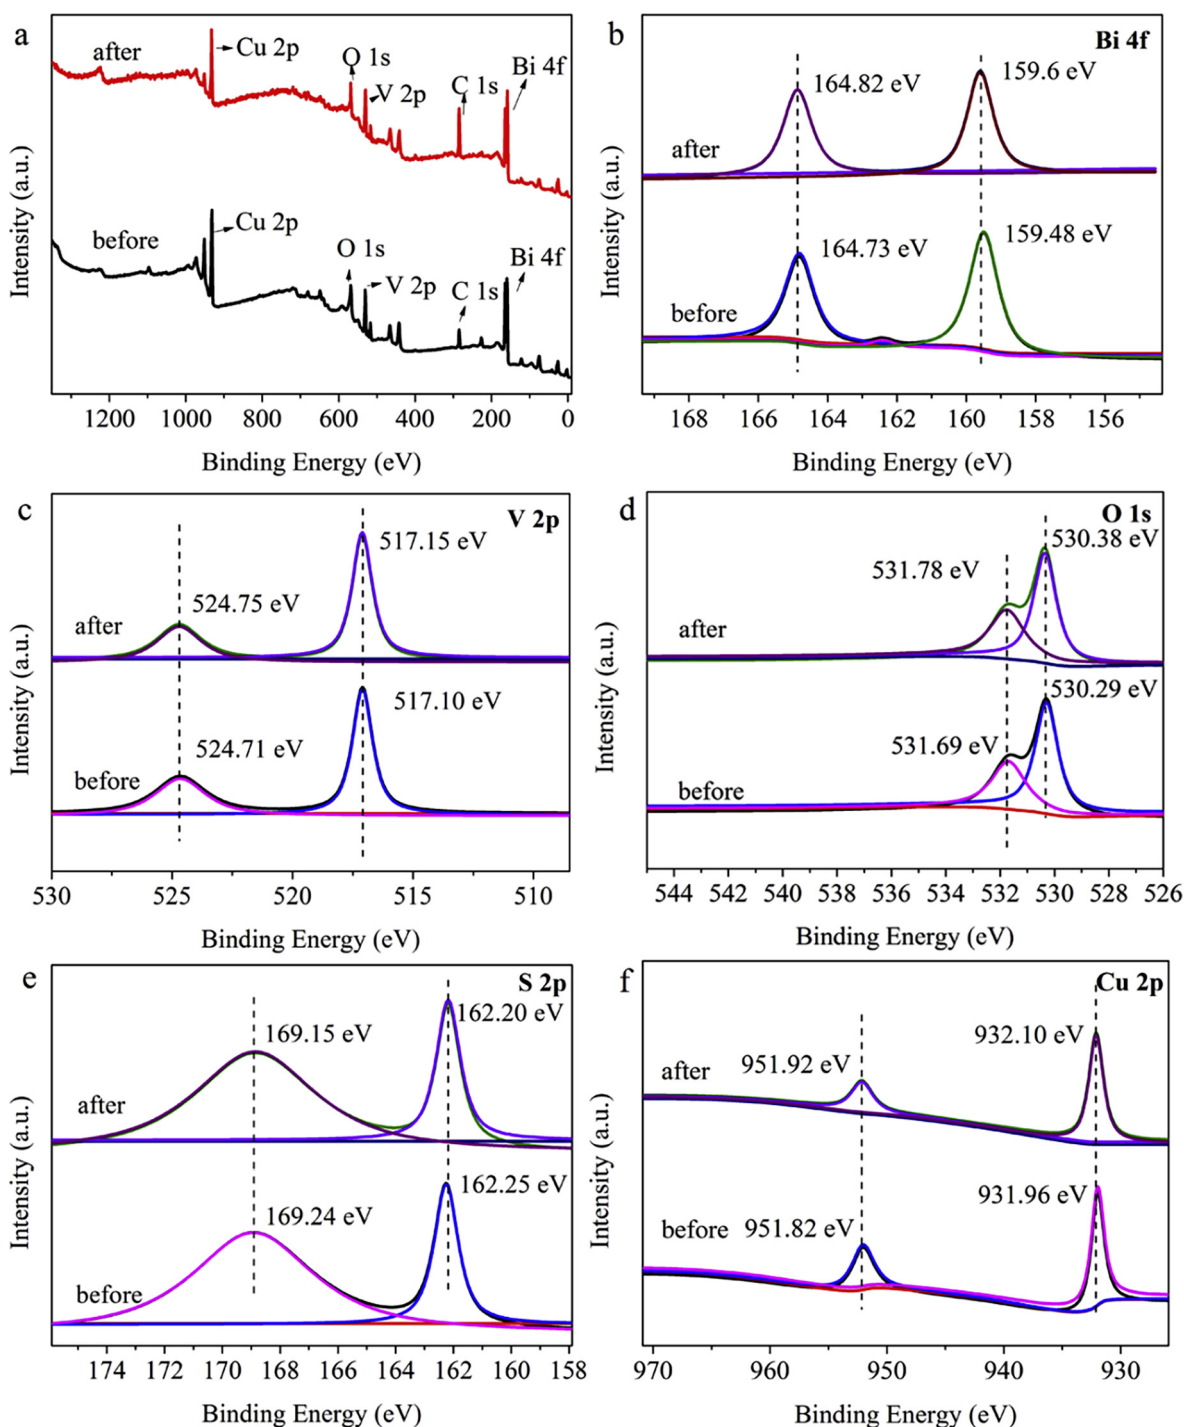 a
after
Cu 2p
O 1s
V 2p
C 1s
Bi 4f
before
Cu 2p
O 1s
V 2p
C 1s
Bi 4f
Intensity (a.u.)
1200 1000 800 600 400 200 0
Binding Energy (eV)
b
Bi 4f
164.82 eV
159.6 eV
after
164.73 eV
159.48 eV
before
Intensity (a.u.)
168 166 164 162 160 158 156
Binding Energy (eV)
c
V 2p
517.15 eV
524.75 eV
after
517.10 eV
524.71 eV
before
Intensity (a.u.)
530 525 520 515 510
Binding Energy (eV)
d
O 1s
530.38 eV
531.78 eV
after
530.29 eV
531.69 eV
before
Intensity (a.u.)
544 542 540 538 536 534 532 530 528 526
Binding Energy (eV)
e
S 2p
162.20 eV
169.15 eV
after
162.25 eV
169.24 eV
before
Intensity (a.u.)
174 172 170 168 166 164 162 160 158
Binding Energy (eV)
f
Cu 2p
932.10 eV
951.92 eV
after
931.96 eV
951.82 eV
before
Intensity (a.u.)
970 960 950 940 930
Binding Energy (eV)